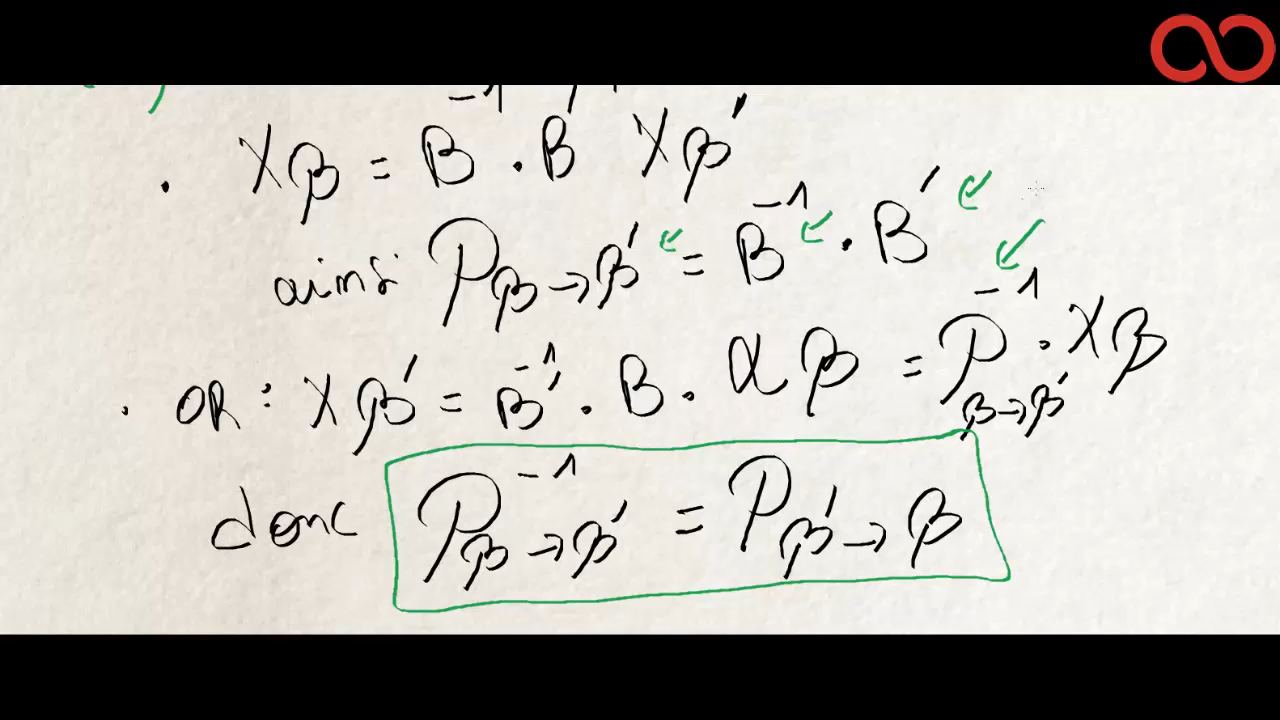 . Xβ = B⁻¹ . B' Xβ'
ainsi Pβ→β' = B⁻¹ . B'
. OR : Xβ' = B'⁻¹ . B . Xβ = P⁻¹β→β' . Xβ
donc P⁻¹β→β' = Pβ'→β